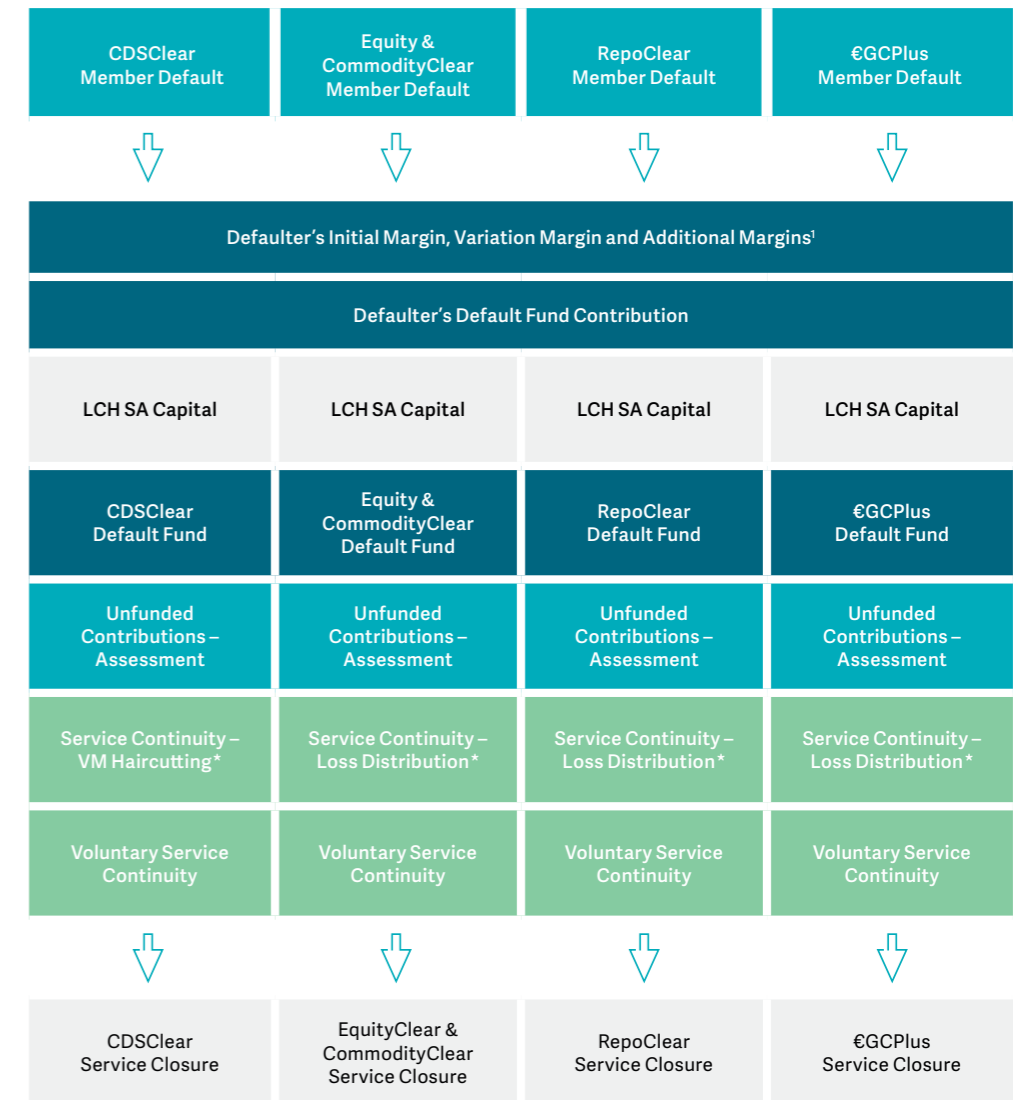 CDSClear
Member Default
Equity &
CommodityClear
Member Default
RepoClear
Member Default
€GCPlus
Member Default
Defaulter's Initial Margin, Variation Margin and Additional Margins¹
Defaulter's Default Fund Contribution
LCH SA Capital
LCH SA Capital
LCH SA Capital
LCH SA Capital
CDSClear
Default Fund
Equity &
CommodityClear
Default Fund
RepoClear
Default Fund
€GCPlus
Default Fund
Unfunded
Contributions –
Assessment
Unfunded
Contributions –
Assessment
Unfunded
Contributions –
Assessment
Unfunded
Contributions –
Assessment
Service Continuity –
VM Haircutting*
Service Continuity –
Loss Distribution*
Service Continuity –
Loss Distribution*
Service Continuity –
Loss Distribution*
Voluntary Service
Continuity
Voluntary Service
Continuity
Voluntary Service
Continuity
Voluntary Service
Continuity
CDSClear
Service Closure
EquityClear &
CommodityClear
Service Closure
RepoClear
Service Closure
€GCPlus
Service Closure